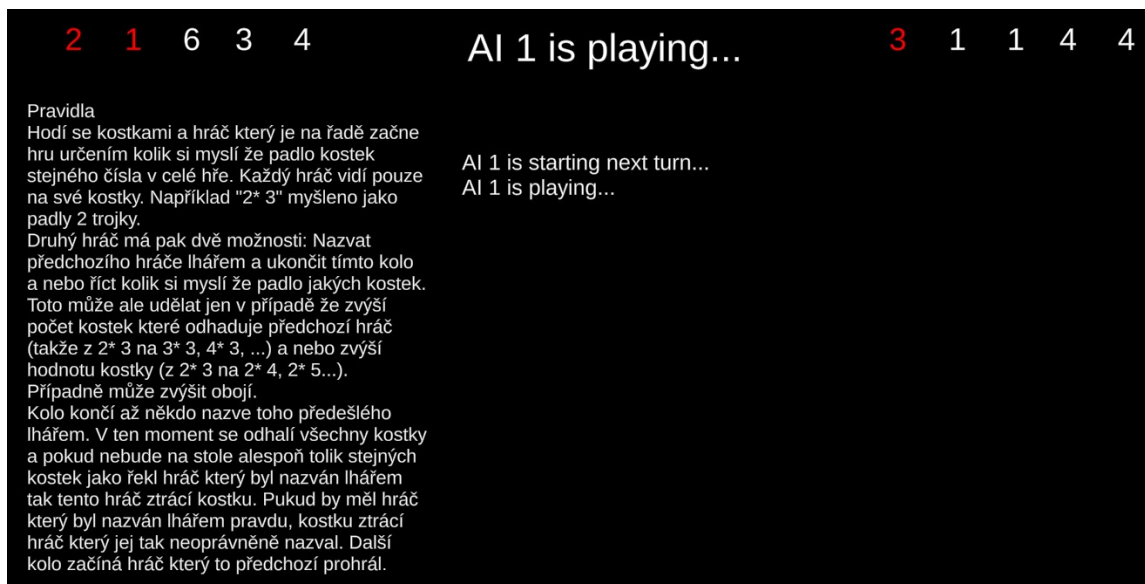 2 1 6 3 4
AI 1 is playing...
3 1 1 4 4
Pravidla
Hodí se kostkami a hráč který je na řadě začne
hru určením kolik si myslí že padlo kostek
stejného čísla v celé hře. Každý hráč vidí pouze
na své kostky. Například "2* 3" myšleno jako
padly 2 trojky.
Druhý hráč má pak dvě možnosti: Nazvat
předchozího hráče lhářem a ukončit tímto kolo
a nebo říct kolik si myslí že padlo jakých kostek.
Toto může ale udělat jen v případě že zvýší
počet kostek které odhaduje předchozí hráč
(takže z 2* 3 na 3* 3, 4* 3, ...) a nebo zvýší
hodnotu kostky (z 2* 3 na 2* 4, 2* 5...).
Případně může zvýšit obojí.
Kolo končí až někdo nazve toho předešlého
lhářem. V ten moment se odhalí všechny kostky
a pokud nebude na stole alespoň tolik stejných
kostek jako řekl hráč který byl nazván lhářem
tak tento hráč ztrácí kostku. Pukud by měl hráč
který byl nazván lhářem pravdu, kostku ztrácí
hráč který jej tak neoprávněně nazval. Další
kolo začíná hráč který to předchozí prohrál.
AI 1 is starting next turn...
AI 1 is playing...